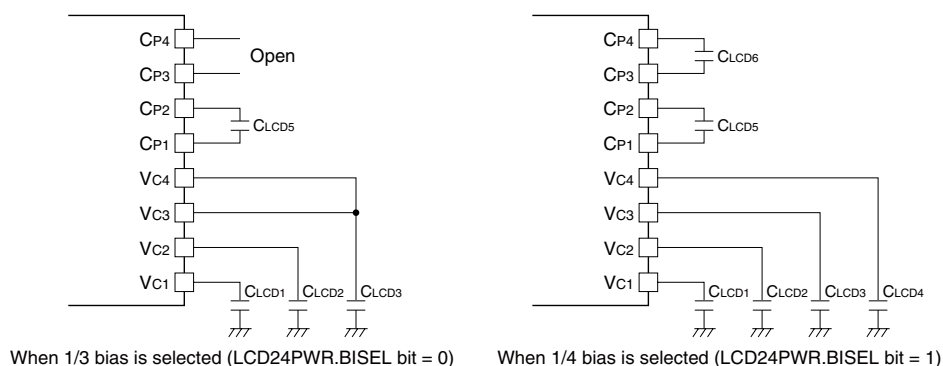 CP4
Open
CP3
CP2
CLCD5
CP1
VC4
VC3
VC2
VC1
CLCD1
CLCD2
CLCD3
When 1/3 bias is selected (LCD24PWR.BISEL bit = 0)
CP4
CLCD6
CP3
CP2
CLCD5
CP1
VC4
VC3
VC2
VC1
CLCD1
CLCD2
CLCD3
CLCD4
When 1/4 bias is selected (LCD24PWR.BISEL bit = 1)